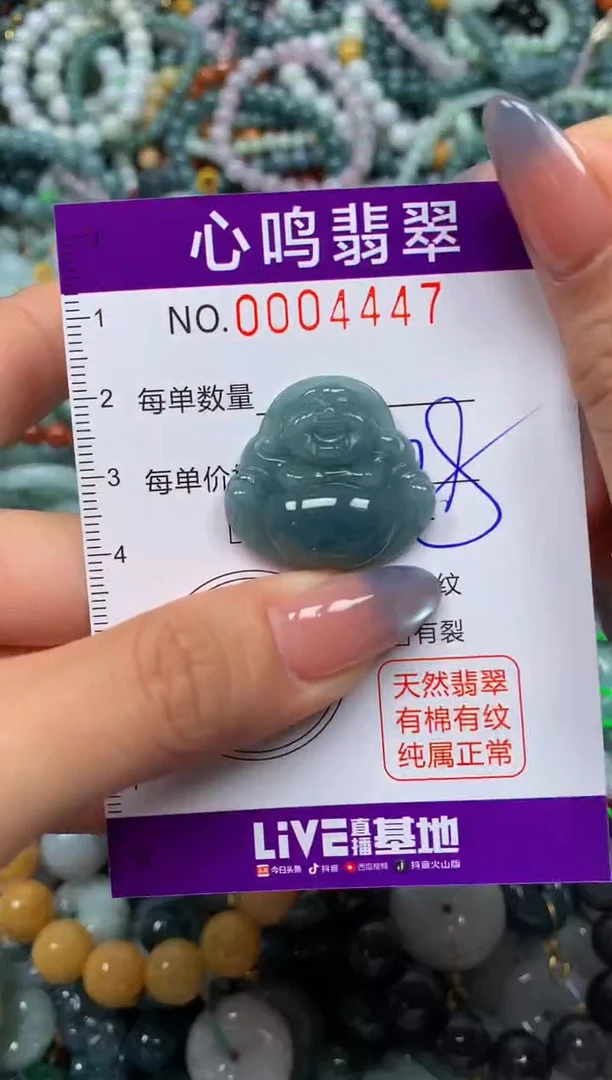 心鸣翡翠
NO.0004447
1
2
每单数量
3
每单价
4
纹
有裂
天然翡翠
有棉有纹
纯属正常
LiVE直播基地
今日头条 抖音 西瓜视频 抖音火山版